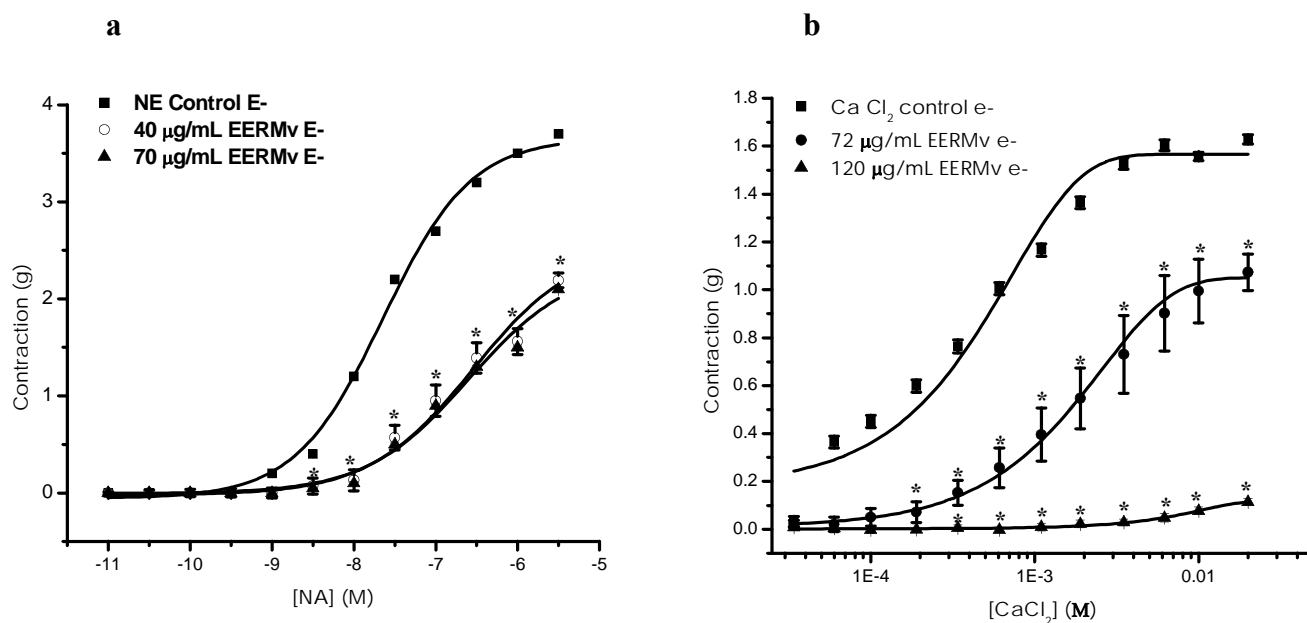 a
NE Control E-
40 µg/mL EERMv E-
70 µg/mL EERMv E-
Contraction (g)
4
3
2
1
0
* * * * * * *
-11 -10 -9 -8 -7 -6 -5
[NA] (M)
b
Ca Cl2 control e-
72 µg/mL EERMv e-
120 µg/mL EERMv e-
Contraction (g)
1.8
1.6
1.4
1.2
1.0
0.8
0.6
0.4
0.2
0.0
* * * * * * * * *
* * * * * * * *
1E-4 1E-3 0.01
[CaCl2] (M)